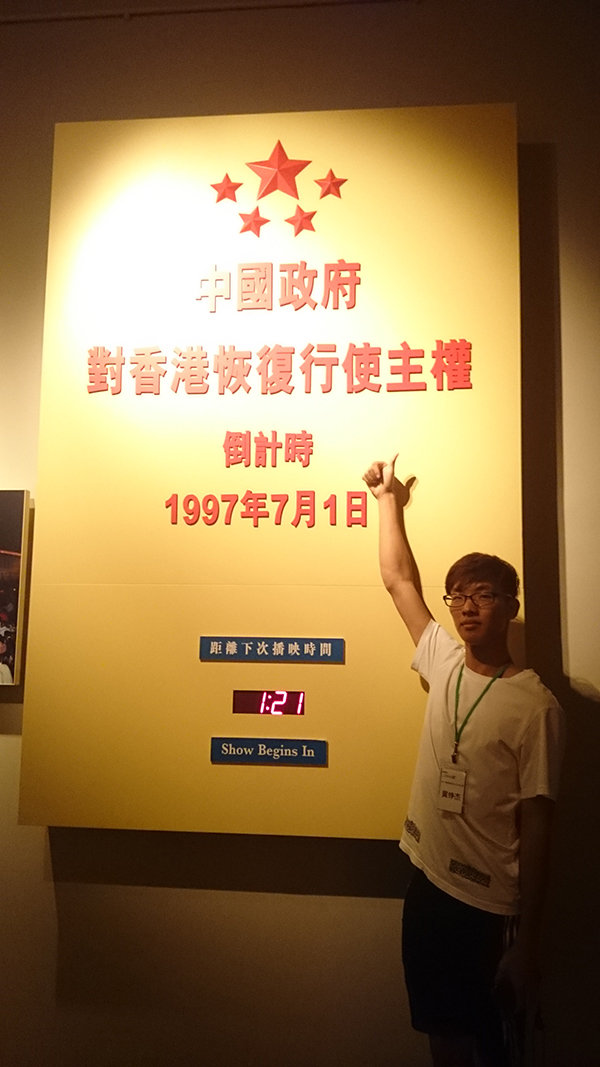 中國政府
對香港恢復行使主權
倒計時
1997年7月1日
距離下次播映時間
1:21
Show Begins In